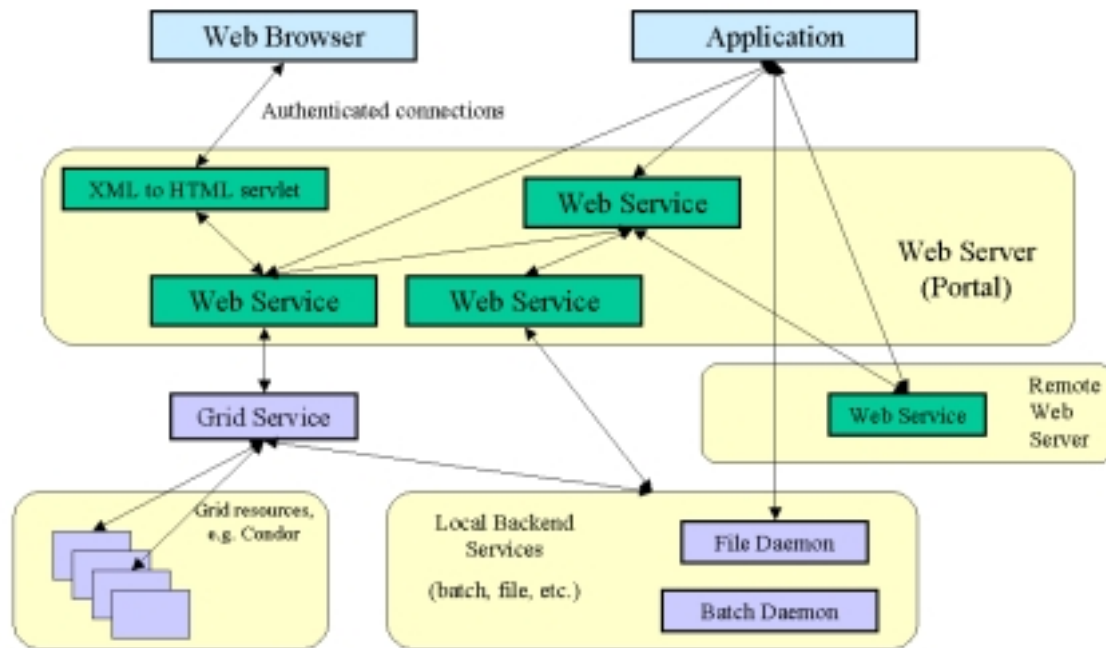 Web Browser
Application
Authenticated connections
XML to HTML servlet
Web Service
Web Server
(Portal)
Web Service
Web Service
Remote
Web
Server
Web Service
Grid Service
Grid resources,
e.g. Condor
Local Backend
Services
(batch, file, etc.)
File Daemon
Batch Daemon